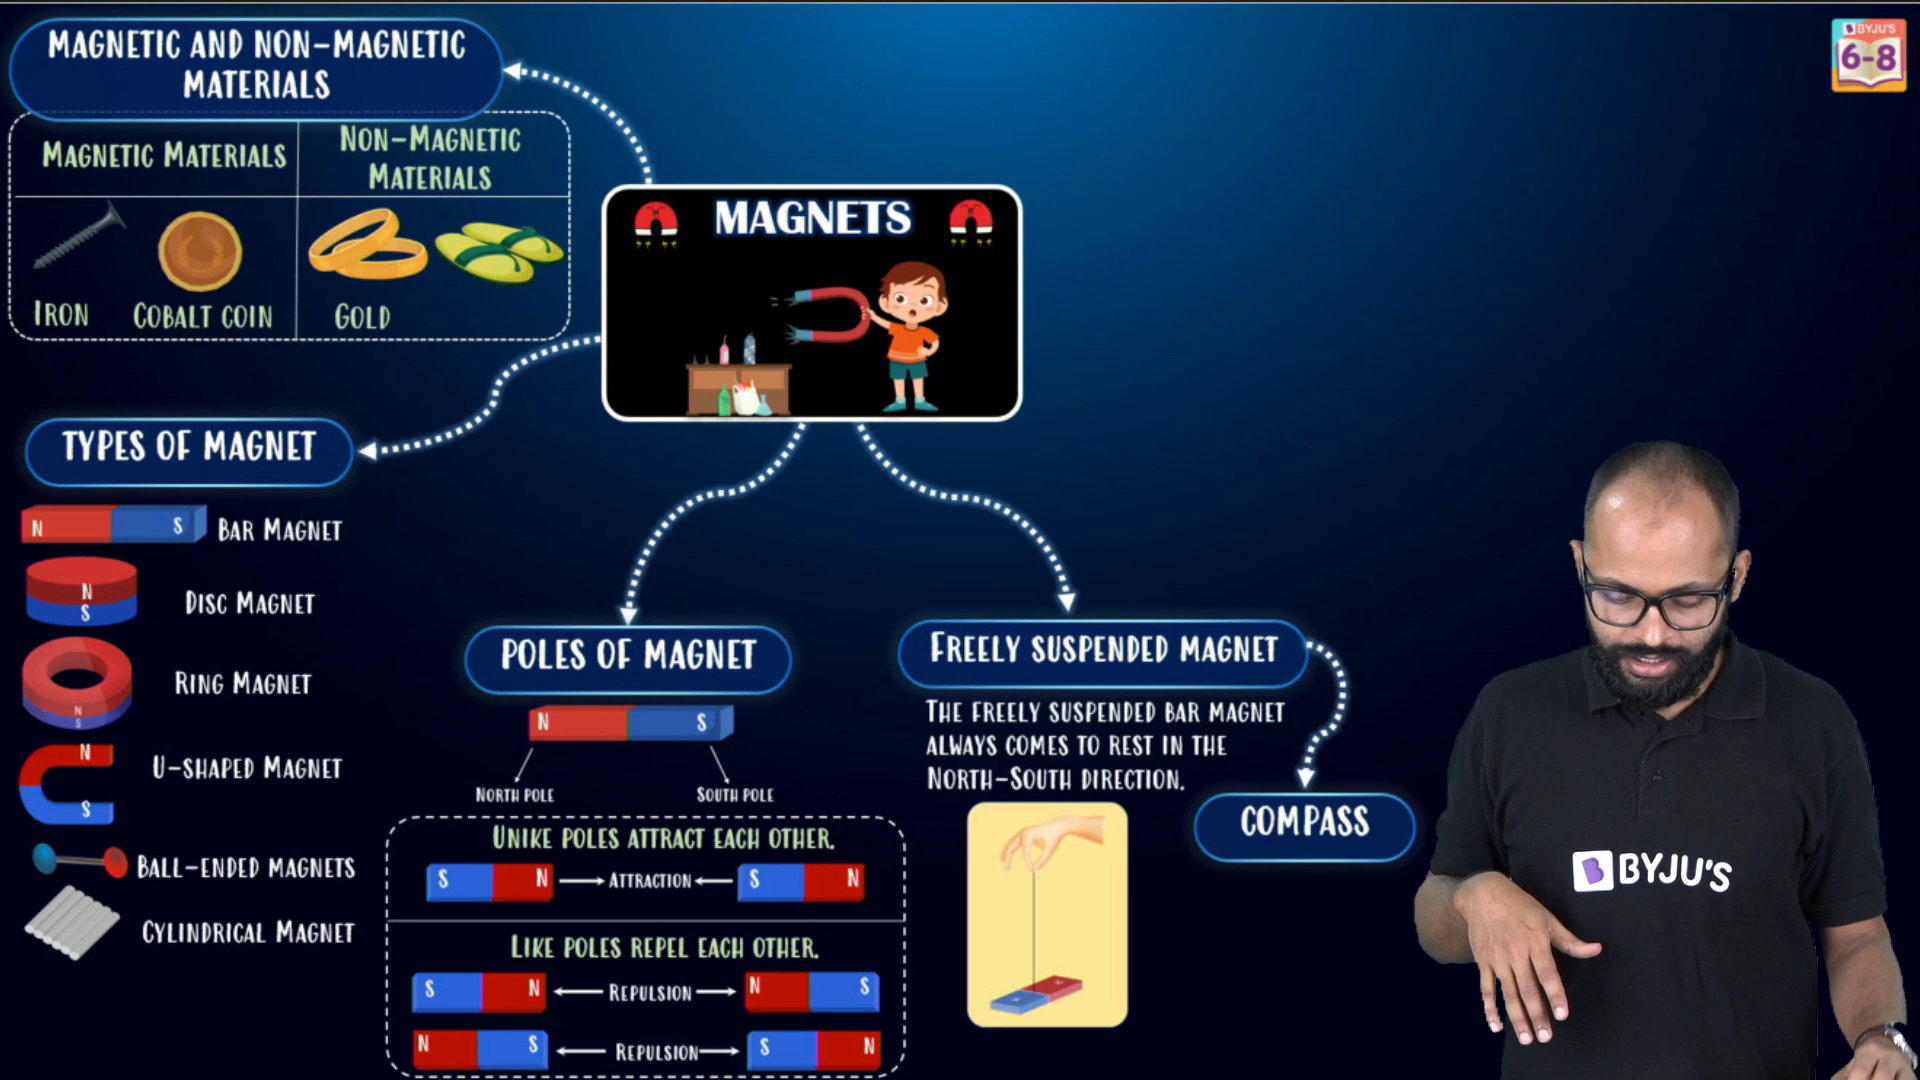 MAGNETIC AND NON-MAGNETIC
MATERIALS
BYJU'S
6-8
MAGNETIC MATERIALS
NON-MAGNETIC
MATERIALS
IRON
COBALT COIN
GOLD
MAGNETS
TYPES OF MAGNET
N S
BAR MAGNET
N
S
DISC MAGNET
N
S
RING MAGNET
N
S
U-SHAPED MAGNET
BALL-ENDED MAGNETS
CYLINDRICAL MAGNET
POLES OF MAGNET
N S
NORTH POLE SOUTH POLE
UNIKE POLES ATTRACT EACH OTHER.
S N ATTRACTION S N
LIKE POLES REPEL EACH OTHER.
S N REPULSION N S
N S REPULSION S N
FREELY SUSPENDED MAGNET
THE FREELY SUSPENDED BAR MAGNET
ALWAYS COMES TO REST IN THE
NORTH-SOUTH DIRECTION.
COMPASS
BYJU'S